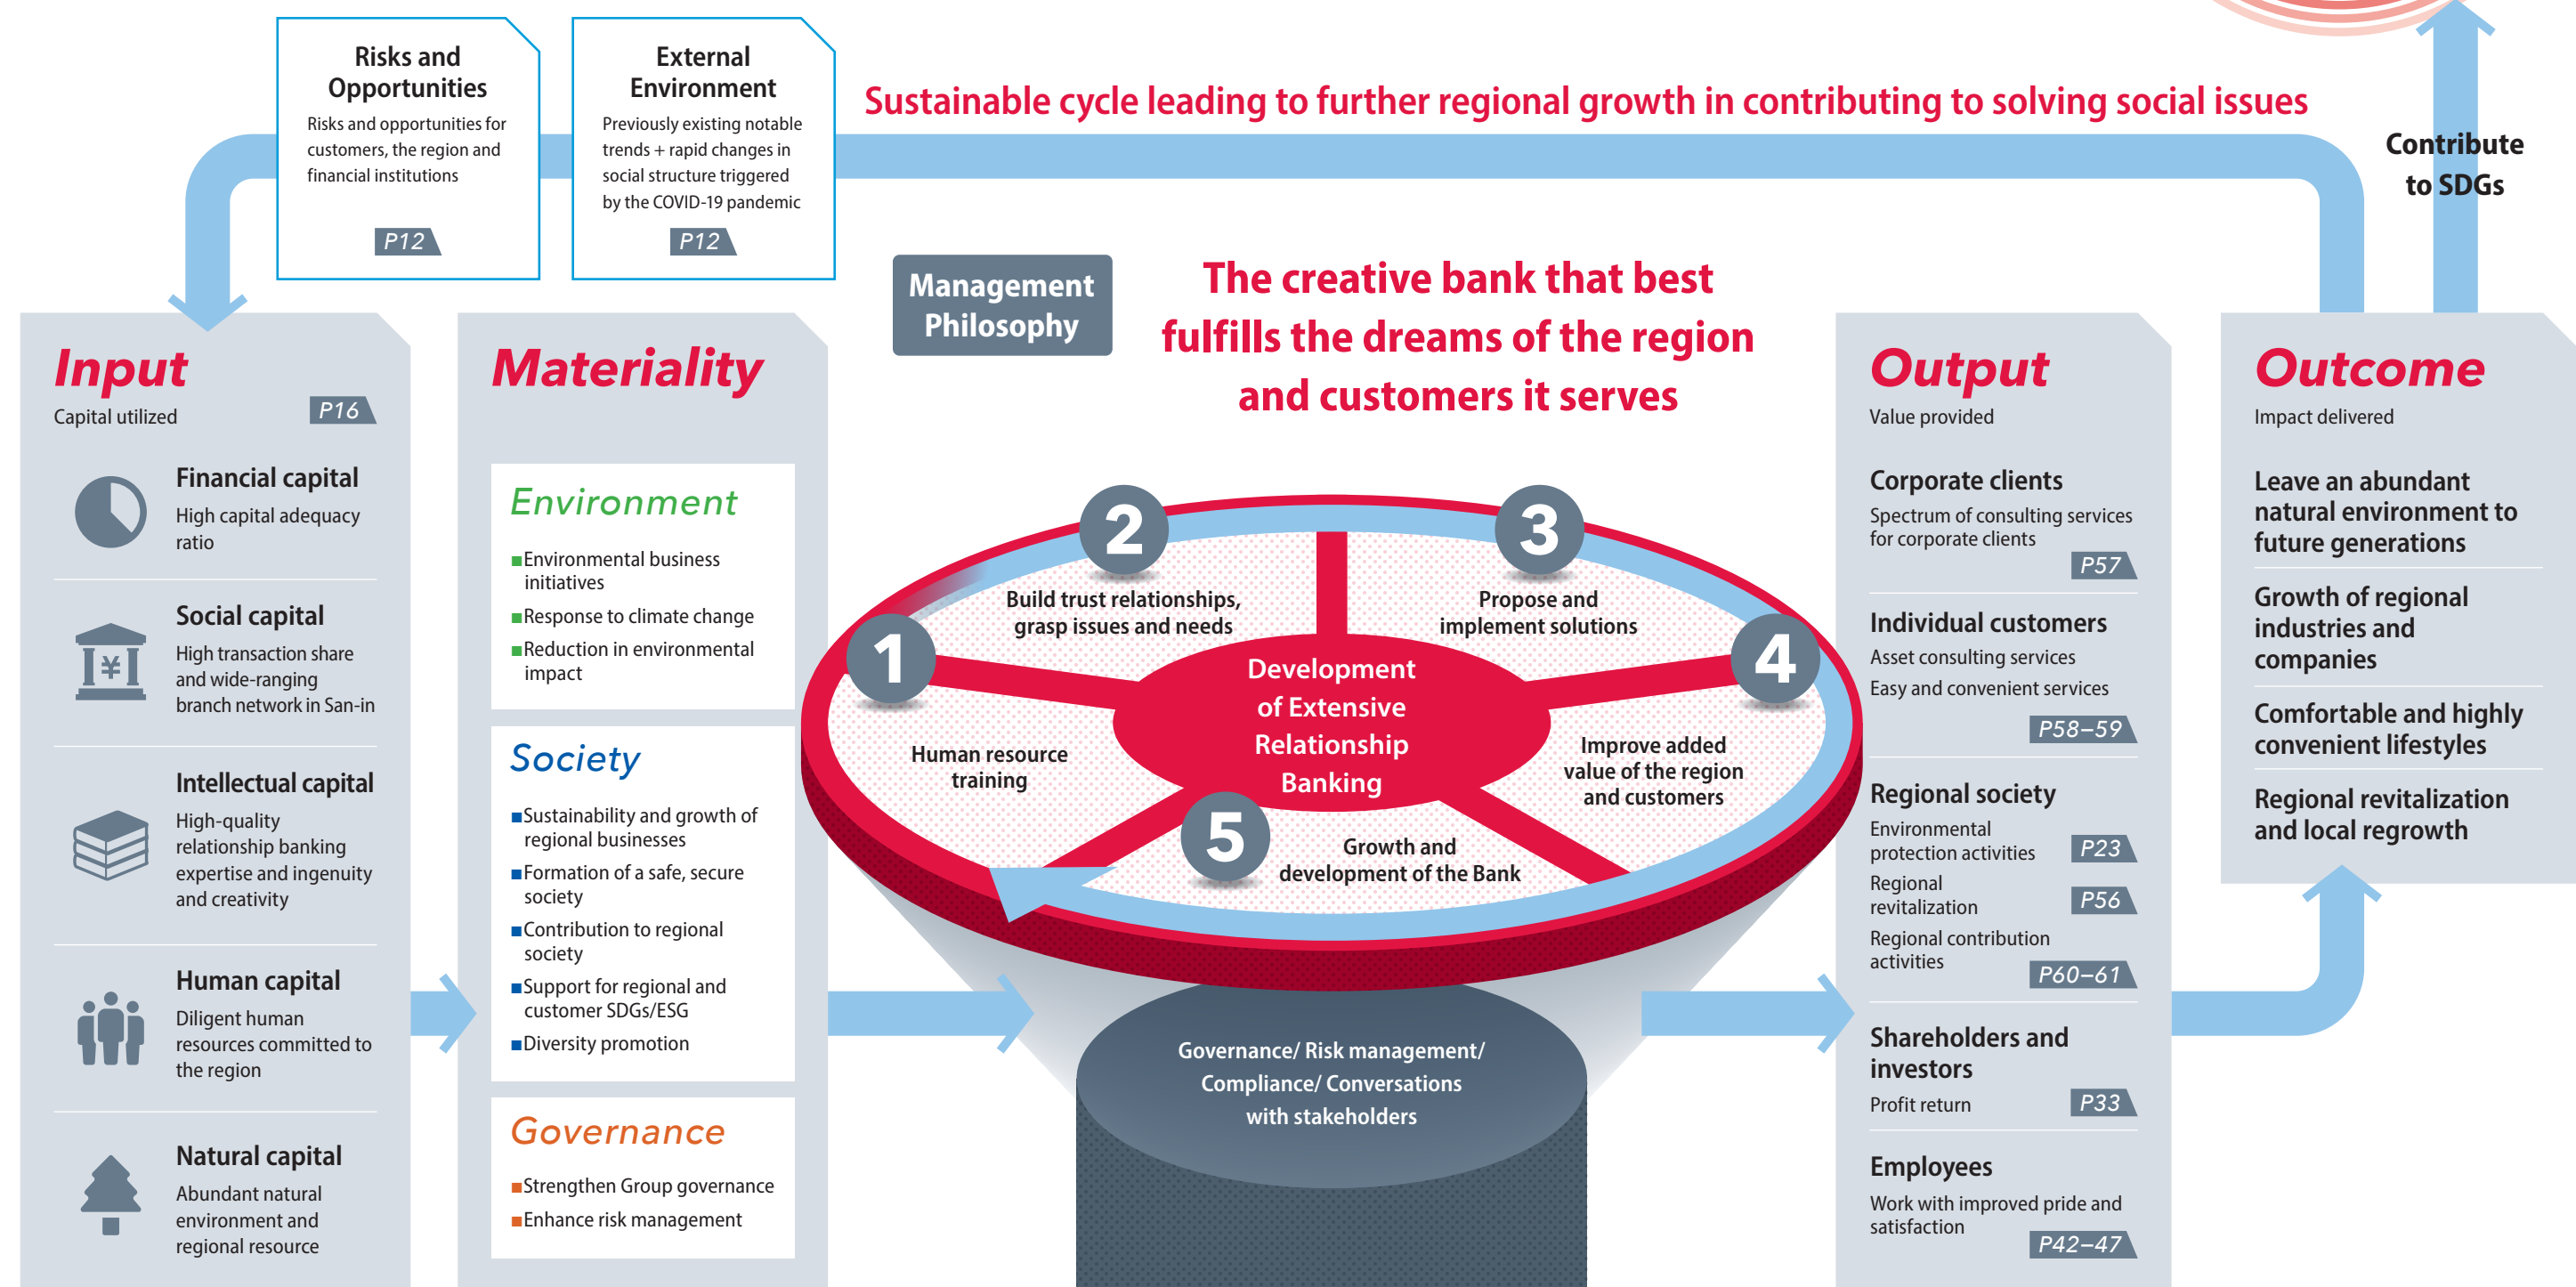 Risks and
Opportunities
Risks and opportunities for
customers, the region and
financial institutions
P12
External
Environment
Previously existing notable
trends + rapid changes in
social structure triggered
by the COVID-19 pandemic
P12
Sustainable cycle leading to further regional growth in contributing to solving social issues
Contribute
to SDGs
Management
Philosophy
The creative bank that best
fulfills the dreams of the region
and customers it serves
Input
Capital utilized
P16
Financial capital
High capital adequacy
ratio
Social capital
High transaction share
and wide-ranging
branch network in San-in
¥
Intellectual capital
High-quality
relationship banking
expertise and ingenuity
and creativity
Human capital
Diligent human
resources committed to
the region
Natural capital
Abundant natural
environment and
regional resource
Materiality
Environment
■Environmental business
initiatives
■Response to climate change
■Reduction in environmental
impact
Society
■Sustainability and growth of
regional businesses
■Formation of a safe, secure
society
■Contribution to regional
society
■Support for regional and
customer SDGs/ESG
■Diversity promotion
Governance
■Strengthen Group governance
■Enhance risk management
1
Human resource
training
2
Build trust relationships,
grasp issues and needs
3
Propose and
implement solutions
4
Improve added
value of the region
and customers
5
Growth and
development of the Bank
Development
of Extensive
Relationship
Banking
Governance/ Risk management/
Compliance/ Conversations
with stakeholders
Output
Value provided
Corporate clients
Spectrum of consulting services
for corporate clients
P57
Individual customers
Asset consulting services
Easy and convenient services
P58–59
Regional society
Environmental
protection activities
P23
Regional
revitalization
P56
Regional contribution
activities
P60–61
Shareholders and
investors
Profit return
P33
Employees
Work with improved pride and
satisfaction
P42–47
Outcome
Impact delivered
Leave an abundant
natural environment to
future generations
Growth of regional
industries and
companies
Comfortable and highly
convenient lifestyles
Regional revitalization
and local regrowth